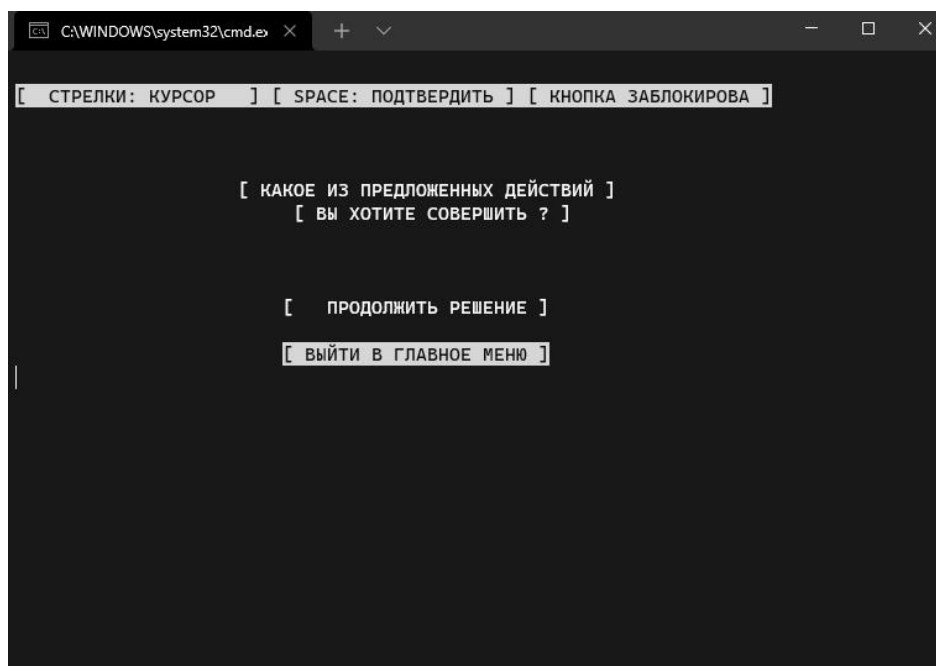 C:\WINDOWS\system32\cmd.ex
[ СТРЕЛКИ: КУРСОР ] [ SPACE: ПОДТВЕРДИТЬ ] [ КНОПКА ЗАБЛОКИРОВА ]
[ КАКОЕ ИЗ ПРЕДЛОЖЕННЫХ ДЕЙСТВИЙ ]
[ ВЫ ХОТИТЕ СОВЕРШИТЬ ? ]
[ ПРОДОЛЖИТЬ РЕШЕНИЕ ]
[ ВЫЙТИ В ГЛАВНОЕ МЕНЮ ]